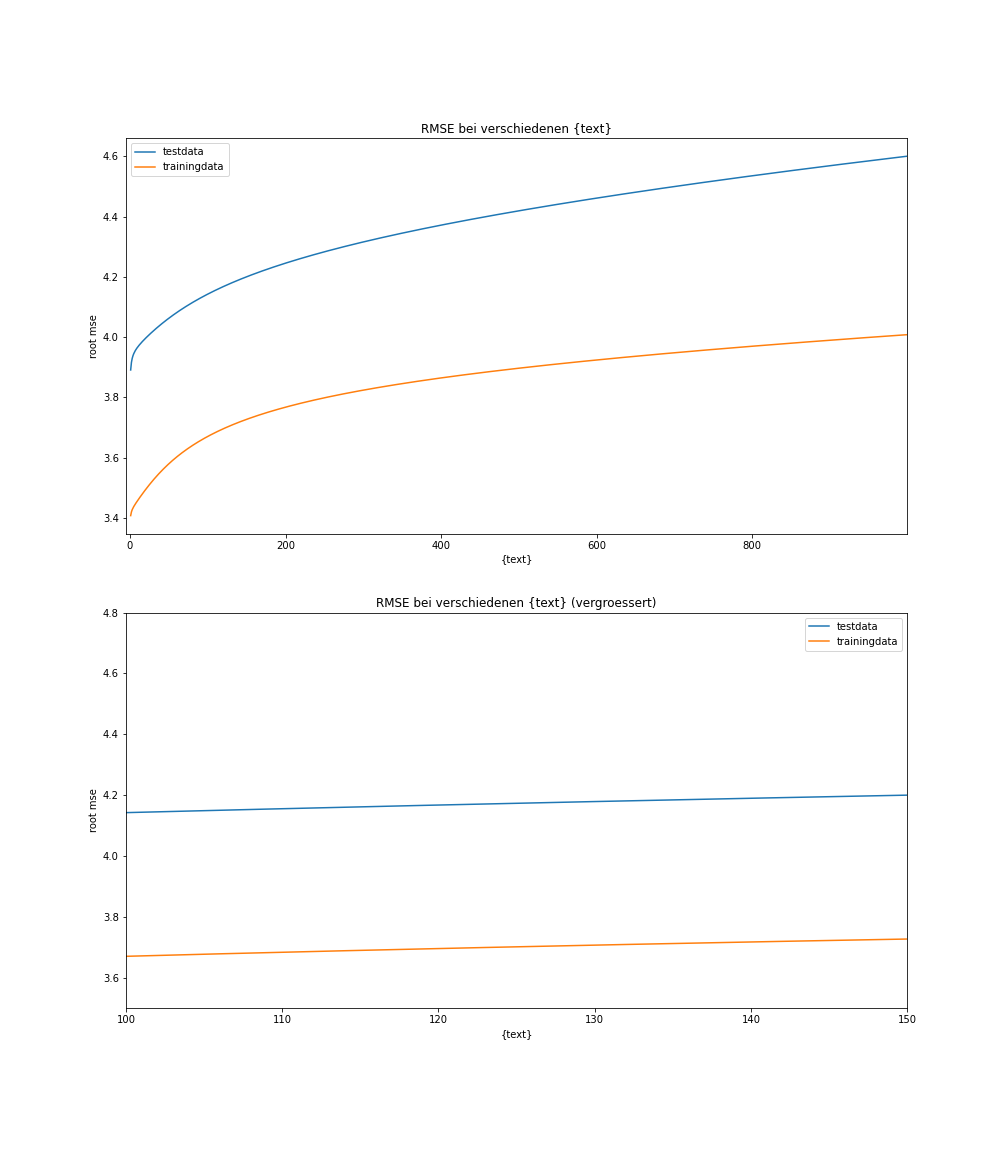 RMSE bei verschiedenen {text}
testdata
trainingdata
root mse
4.6
4.4
4.2
4.0
3.8
3.6
3.4
0 200 400 600 800
{text}
RMSE bei verschiedenen {text} (vergroessert)
testdata
trainingdata
root mse
4.8
4.6
4.4
4.2
4.0
3.8
3.6
100 110 120 130 140 150
{text}